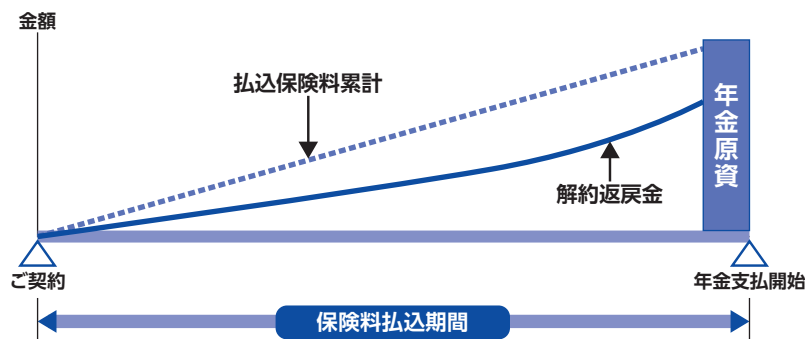 金額
払込保険料累計
年金原資
解約返戻金
ご契約
年金支払開始
保険料払込期間